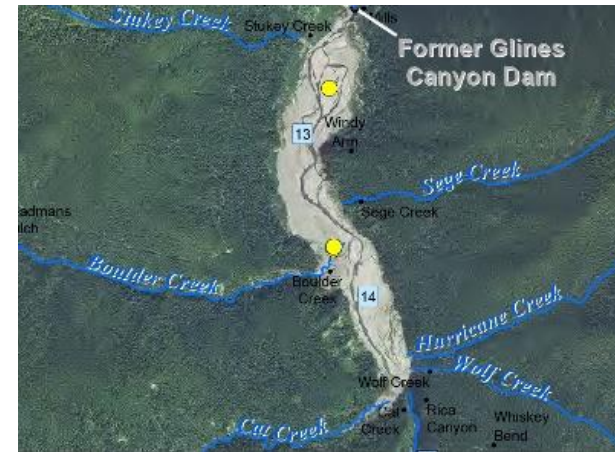 Stukey Creek
Stukey Creek
Former Glines
Canyon Dam
13
Windy
Arm
Sege Creek
Sege Creek
Boulder Creek
Boulder
Creek
14
Hurricane Creek
Wolf Creek
Wolf Creek
Cat Creek
Cat
Creek
Rica
Canyon
Whiskey
Bend